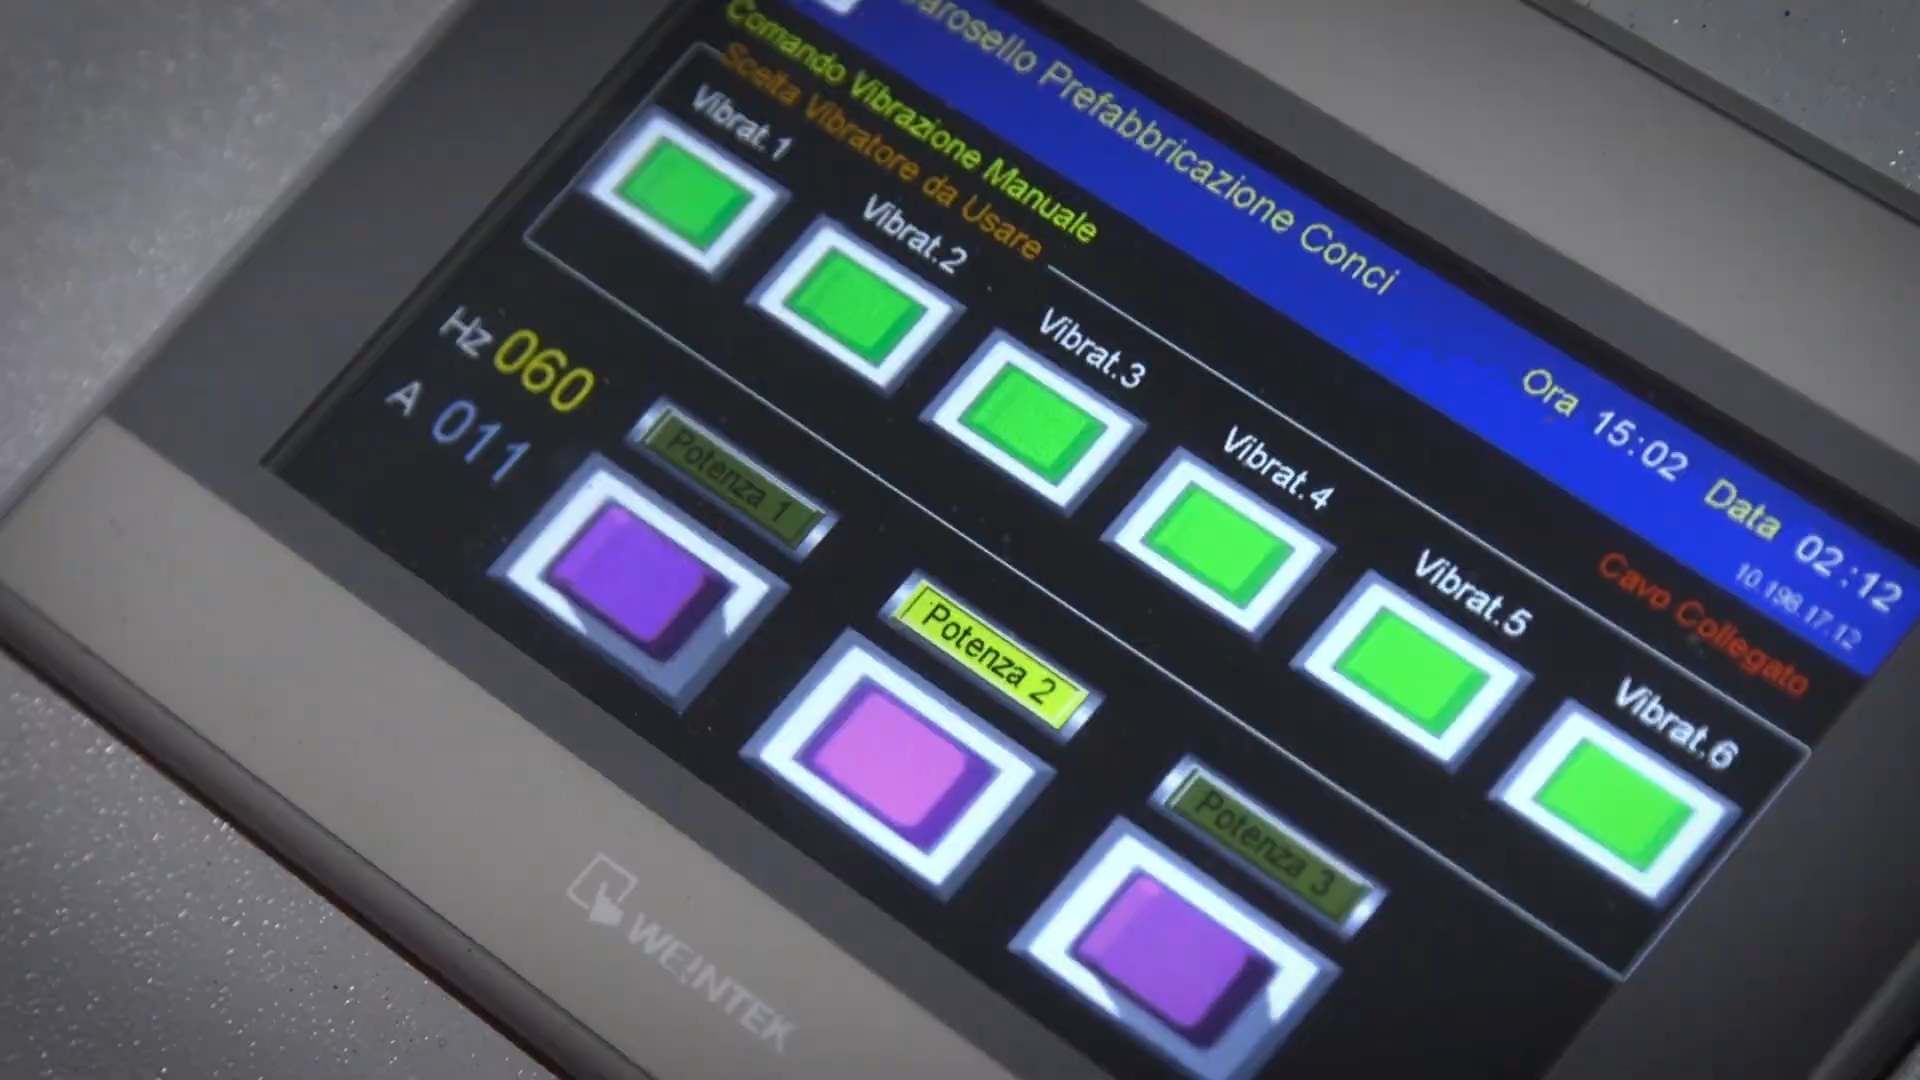 Carosello Prefabbricazione Conci
Ora 15:02 Data 02:12
10.198.17.12
Comando Vibrazione Manuale
Cavo Collegato
Scelta Vibratore da Usare
Vibrat.1
Vibrat.2
Vibrat.3
Vibrat.4
Vibrat.5
Vibrat.6
Hz 060
A 011
Potenza 1
Potenza 2
Potenza 3
WEINTEK